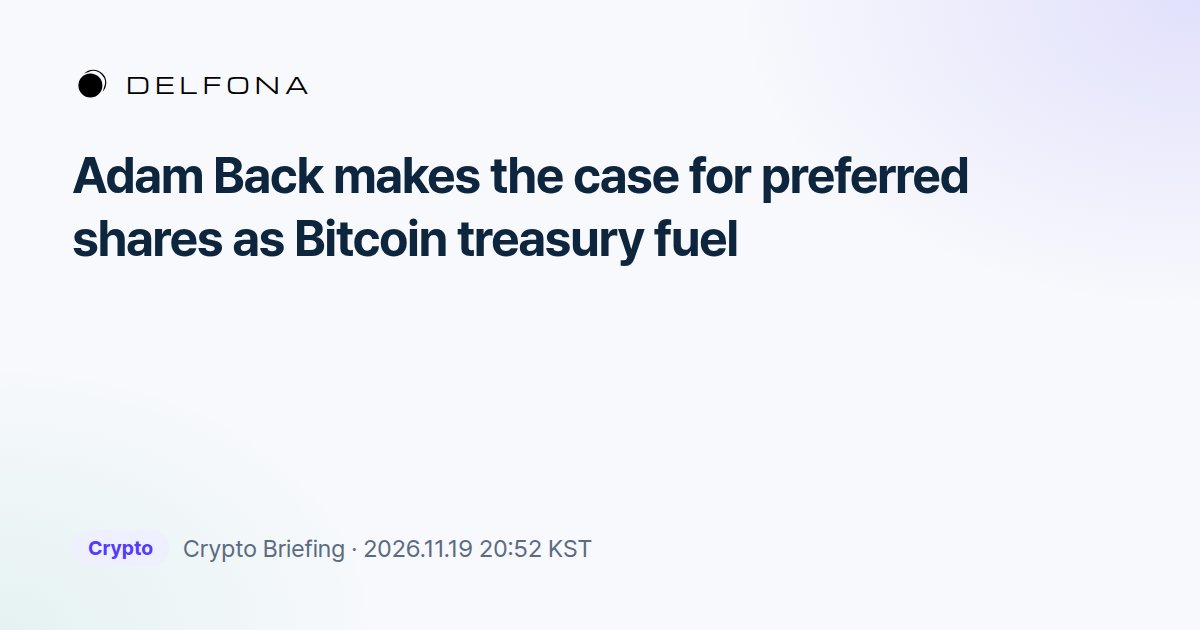 DELFONA
Adam Back makes the case for preferred
shares as Bitcoin treasury fuel
Crypto Crypto Briefing · 2026.11.19 20:52 KST